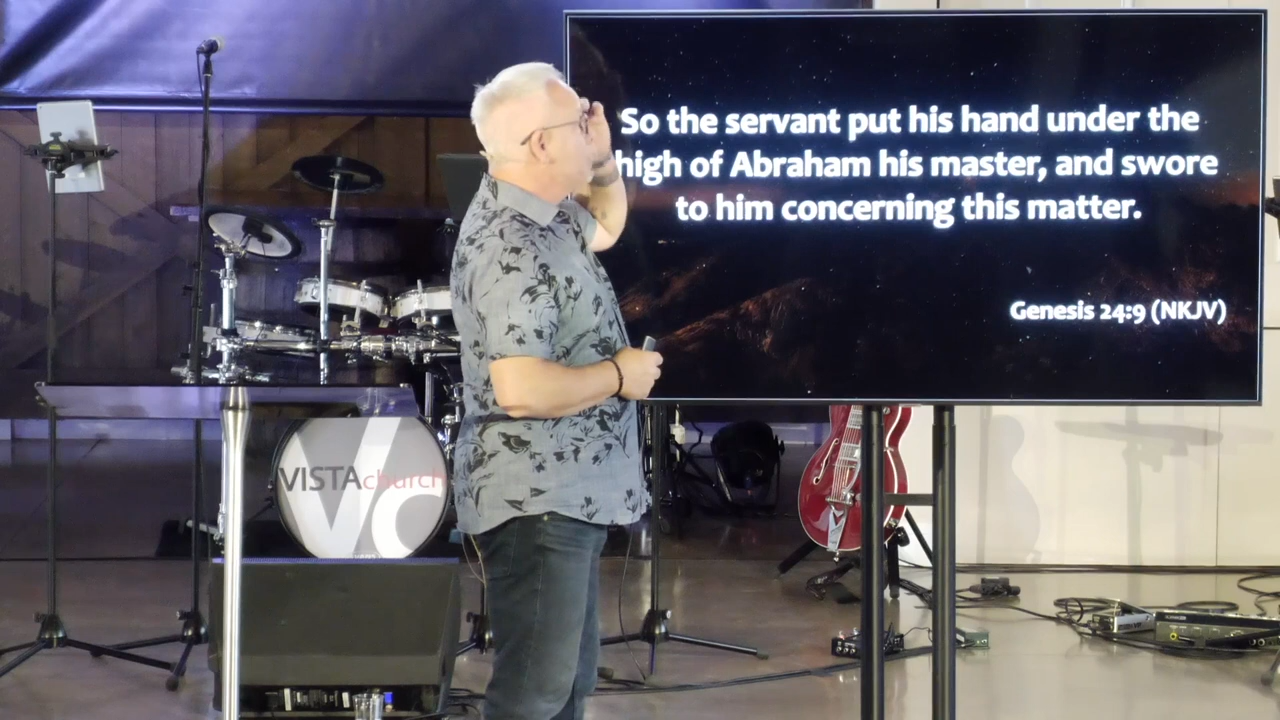 So the servant put his hand under the
high of Abraham his master, and swore
to him concerning this matter.
Genesis 24:9 (NKJV)
VISTAchurch
Vc